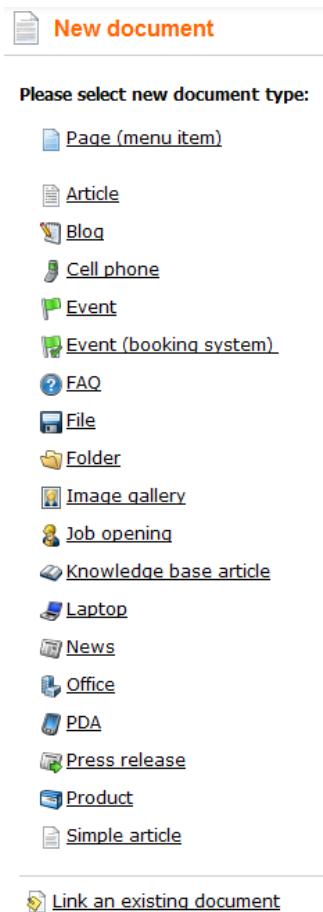 New document
Please select new document type:
Page (menu item)
Article
Blog
Cell phone
Event
Event (booking system)
FAQ
File
Folder
Image gallery
Job opening
Knowledge base article
Laptop
News
Office
PDA
Press release
Product
Simple article
Link an existing document